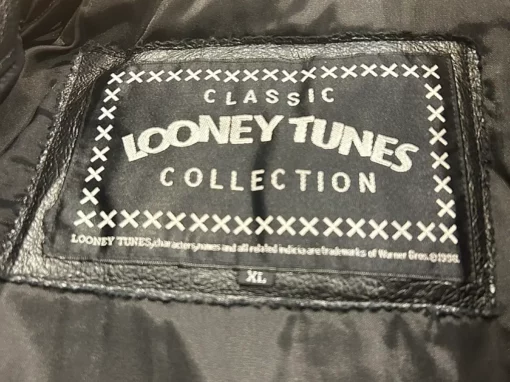 CLASSIC
LOONEY TUNES
COLLECTION
LOONEY TUNES, characters, names and all related indicia are trademarks of Warner Bros. © 1998.
XL